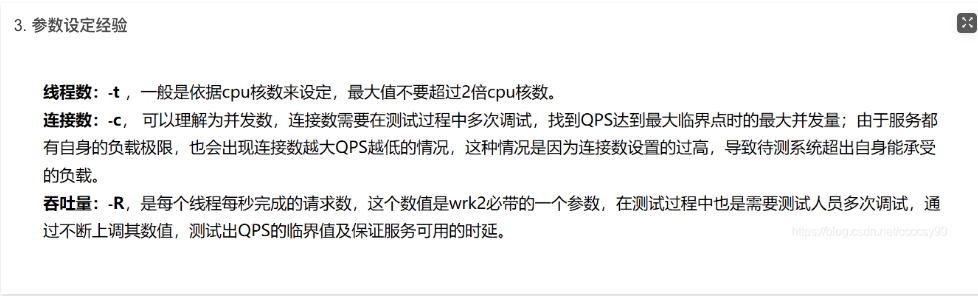 3. 参数设定经验
线程数：-t ，一般是依据cpu核数来设定，最大值不要超过2倍cpu核数。
连接数：-c， 可以理解为并发数，连接数需要在测试过程中多次调试，找到QPS达到最大临界点时的最大并发量；由于服务都
有自身的负载极限，也会出现连接数越大QPS越低的情况，这种情况是因为连接数设置的过高，导致待测系统超出自身能承受
的负载。
吞吐量：-R，是每个线程每秒完成的请求数，这个数值是wrk2必带的一个参数，在测试过程中也是需要测试人员多次调试，通
过不断上调其数值，测试出QPS的临界值及保证服务可用的时延。